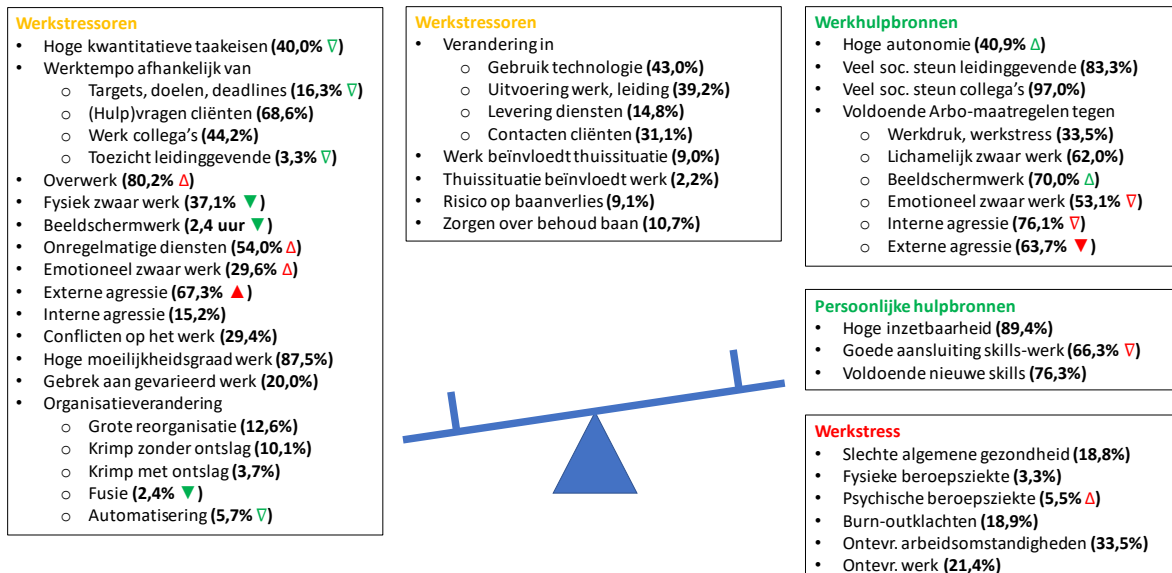 Werkstressoren
• Hoge kwantitatieve taakeisen (40,0% ∇)
• Werktempo afhankelijk van
o Targets, doelen, deadlines (16,3% ∇)
o (Hulp)vragen cliënten (68,6%)
o Werk collega's (44,2%)
o Toezicht leidinggevende (3,3% ∇)
• Overwerk (80,2% Δ)
• Fysiek zwaar werk (37,1% ▼)
• Beeldschermwerk (2,4 uur ▼)
• Onregelmatige diensten (54,0% Δ)
• Emotioneel zwaar werk (29,6% Δ)
• Externe agressie (67,3% ▲)
• Interne agressie (15,2%)
• Conflicten op het werk (29,4%)
• Hoge moeilijkheidsgraad werk (87,5%)
• Gebrek aan gevarieerd werk (20,0%)
• Organisatieverandering
o Grote reorganisatie (12,6%)
o Krimp zonder ontslag (10,1%)
o Krimp met ontslag (3,7%)
o Fusie (2,4% ▼)
o Automatisering (5,7% ∇)
Werkstressoren
• Verandering in
o Gebruik technologie (43,0%)
o Uitvoering werk, leiding (39,2%)
o Levering diensten (14,8%)
o Contacten cliënten (31,1%)
• Werk beïnvloedt thuissituatie (9,0%)
• Thuissituatie beïnvloedt werk (2,2%)
• Risico op baanverlies (9,1%)
• Zorgen over behoud baan (10,7%)
Werkhulpbronnen
• Hoge autonomie (40,9% Δ)
• Veel soc. steun leidinggevende (83,3%)
• Veel soc. steun collega's (97,0%)
• Voldoende Arbo-maatregelen tegen
o Werkdruk, werkstress (33,5%)
o Lichamelijk zwaar werk (62,0%)
o Beeldschermwerk (70,0% Δ)
o Emotioneel zwaar werk (53,1% ∇)
o Interne agressie (76,1% ∇)
o Externe agressie (63,7% ▼)
Persoonlijke hulpbronnen
• Hoge inzetbaarheid (89,4%)
• Goede aansluiting skills-werk (66,3% ∇)
• Voldoende nieuwe skills (76,3%)
Werkstress
• Slechte algemene gezondheid (18,8%)
• Fysieke beroepsziekte (3,3%)
• Psychische beroepsziekte (5,5% Δ)
• Burn-outklachten (18,9%)
• Ontevr. arbeidsomstandigheden (33,5%)
• Ontevr. werk (21,4%)